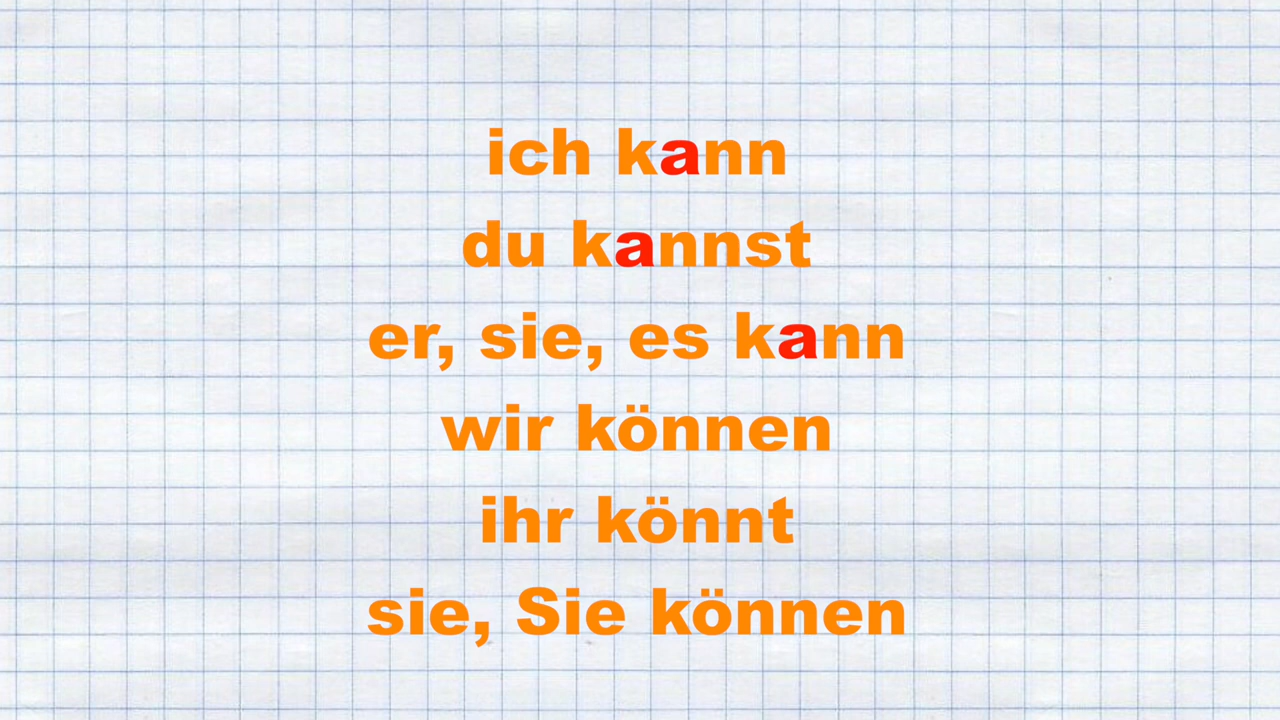 ich kann
du kannst
er, sie, es kann
wir können
ihr könnt
sie, Sie können